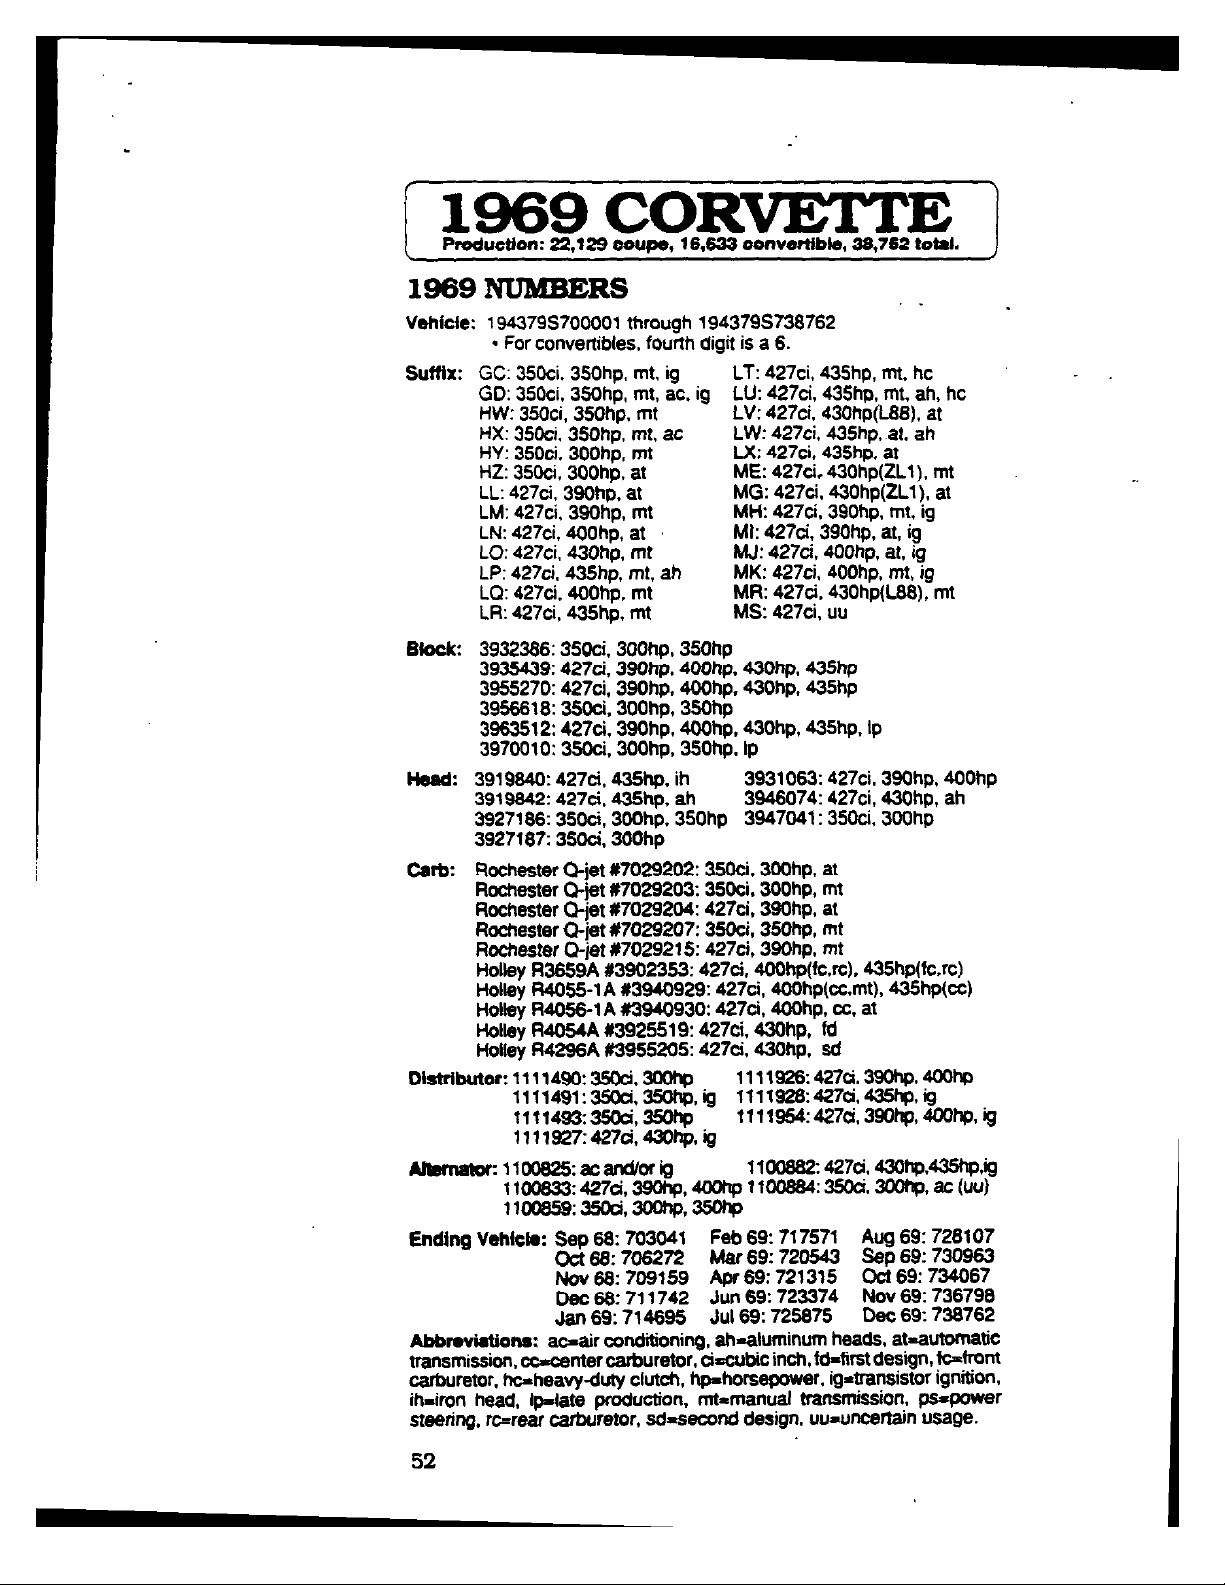 1969 CORVETTE
Production: 22,129 coupe, 16,633 convertible, 38,762 total.
1969 NUMBERS
Vehicle: 194379S700001 through 194379S738762
• For convertibles, fourth digit is a 6.
Suffix: GC: 350ci, 350hp, mt, ig LT: 427ci, 435hp, mt, hc
GD: 350ci, 350hp, mt, ac, ig LU: 427ci, 435hp, mt, ah, hc
HW: 350ci, 350hp, mt LV: 427ci, 430hp(L88), at
HX: 350ci, 350hp, mt, ac LW: 427ci, 435hp, at, ah
HY: 350ci, 300hp, mt LX: 427ci, 435hp, at
HZ: 350ci, 300hp, at ME: 427ci, 430hp(ZL1), mt
LL: 427ci, 390hp, at MG: 427ci, 430hp(ZL1), at
LM: 427ci, 390hp, mt MH: 427ci, 390hp, mt, ig
LN: 427ci, 400hp, at MI: 427ci, 390hp, at, ig
LO: 427ci, 430hp, mt MJ: 427ci, 400hp, at, ig
LP: 427ci, 435hp, mt, ah MK: 427ci, 400hp, mt, ig
LQ: 427ci, 400hp, mt MR: 427ci, 430hp(L88), mt
LR: 427ci, 435hp, mt MS: 427ci, uu
Block: 3932386: 350ci, 300hp, 350hp
3935439: 427ci, 390hp, 400hp, 430hp, 435hp
3955270: 427ci, 390hp, 400hp, 430hp, 435hp
3956618: 350ci, 300hp, 350hp
3963512: 427ci, 390hp, 400hp, 430hp, 435hp, lp
3970010: 350ci, 300hp, 350hp, lp
Head: 3919840: 427ci, 435hp, ih 3931063: 427ci, 390hp, 400hp
3919842: 427ci, 435hp, ah 3946074: 427ci, 430hp, ah
3927186: 350ci, 300hp, 350hp 3947041: 350ci, 300hp
3927187: 350ci, 300hp
Carb: Rochester Q-jet #7029202: 350ci, 300hp, at
Rochester Q-jet #7029203: 350ci, 300hp, mt
Rochester Q-jet #7029204: 427ci, 390hp, at
Rochester Q-jet #7029207: 350ci, 350hp, mt
Rochester Q-jet #7029215: 427ci, 390hp, mt
Holley R3659A #3902353: 427ci, 400hp(fc,rc), 435hp(fc,rc)
Holley R4055-1A #3940929: 427ci, 400hp(cc,mt), 435hp(cc)
Holley R4056-1A #3940930: 427ci, 400hp, cc, at
Holley R4054A #3925519: 427ci, 430hp, fd
Holley R4296A #3955205: 427ci, 430hp, sd
Distributor: 1111490: 350ci, 300hp 1111926: 427ci, 390hp, 400hp
1111491: 350ci, 350hp, ig 1111928: 427ci, 435hp, ig
1111493: 350ci, 350hp 1111954: 427ci, 390hp, 400hp, ig
1111927: 427ci, 430hp, ig
Alternator: 1100825: ac and/or ig 1100882: 427ci, 430hp,435hp,ig
1100833: 427ci, 390hp, 400hp 1100884: 350ci, 300hp, ac (uu)
1100859: 350ci, 300hp, 350hp
Ending Vehicle: Sep 68: 703041 Feb 69: 717571 Aug 69: 728107
Oct 68: 706272 Mar 69: 720543 Sep 69: 730963
Nov 68: 709159 Apr 69: 721315 Oct 69: 734067
Dec 68: 711742 Jun 69: 723374 Nov 69: 736798
Jan 69: 714695 Jul 69: 725875 Dec 69: 738762
Abbreviations: ac=air conditioning, ah=aluminum heads, at=automatic
transmission, cc=center carburetor, ci=cubic inch, fd=first design, fc=front
carburetor, hc=heavy-duty clutch, hp=horsepower, ig=transistor ignition,
ih=iron head, lp=late production, mt=manual transmission, ps=power
steering, rc=rear carburetor, sd=second design, uu=uncertain usage.
52